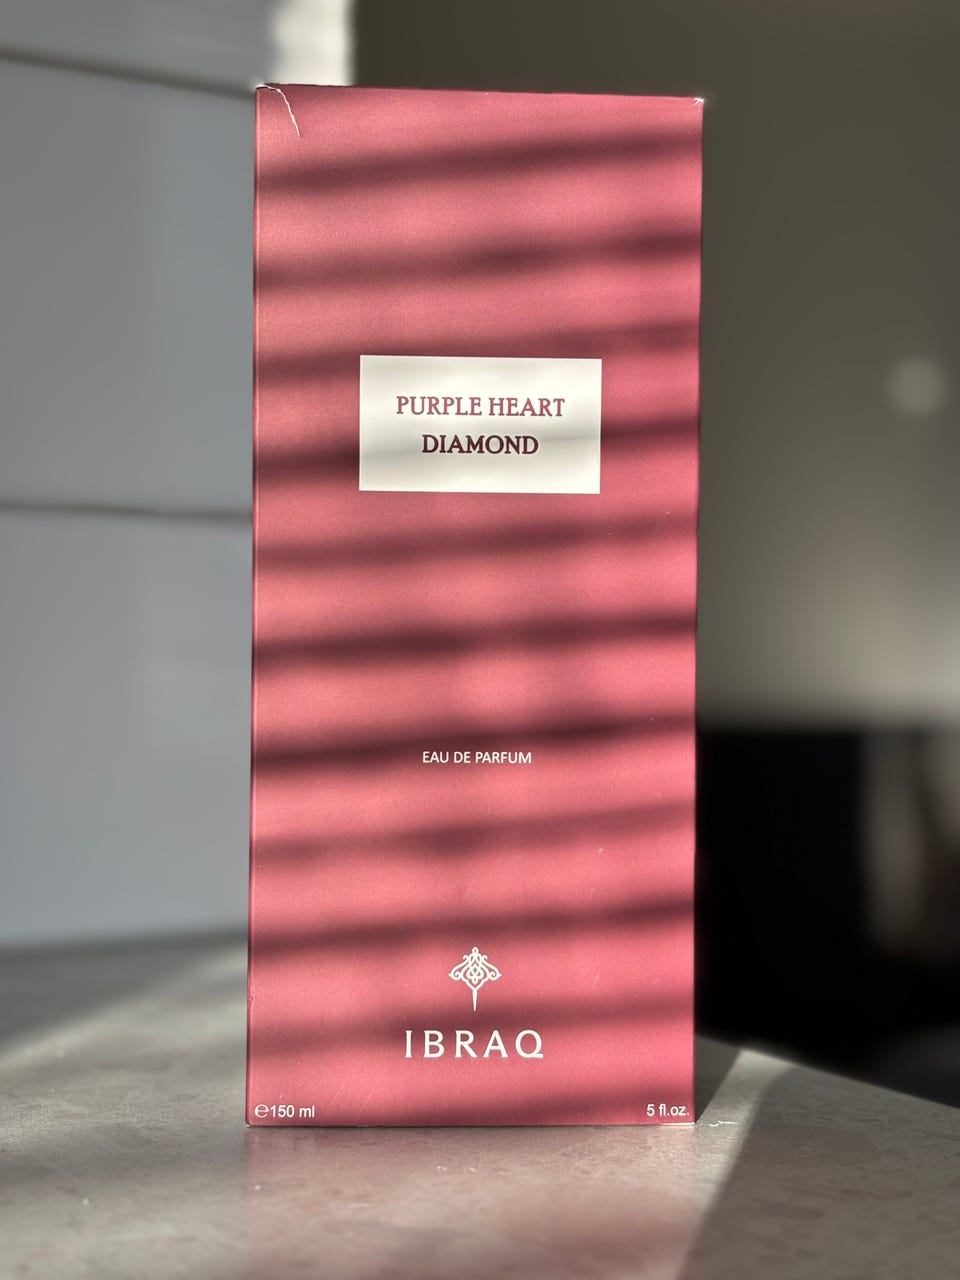 PURPLE HEART
DIAMOND
EAU DE PARFUM
IBRAQ
℮150 ml
5 fl.oz.